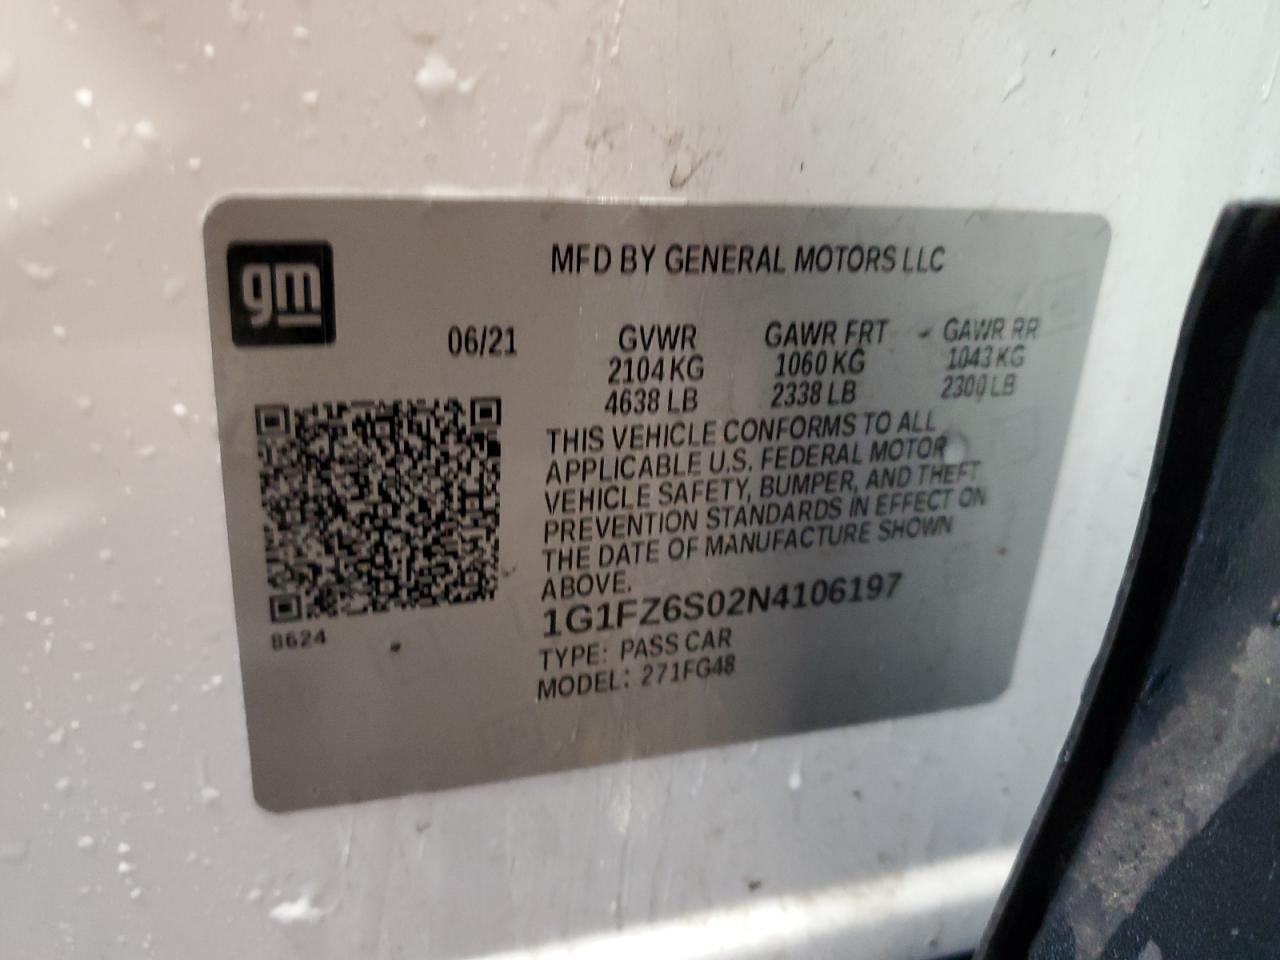 gm
MFD BY GENERAL MOTORS LLC
06/21 GVWR GAWR FRT GAWR RR
2104 KG 1060 KG 1043 KG
4638 LB 2338 LB 2300 LB
THIS VEHICLE CONFORMS TO ALL
APPLICABLE U.S. FEDERAL MOTOR
VEHICLE SAFETY, BUMPER, AND THEFT
PREVENTION STANDARDS IN EFFECT ON
THE DATE OF MANUFACTURE SHOWN
ABOVE.
1G1FZ6S02N4106197
8624
TYPE: PASS CAR
MODEL: 271FG48